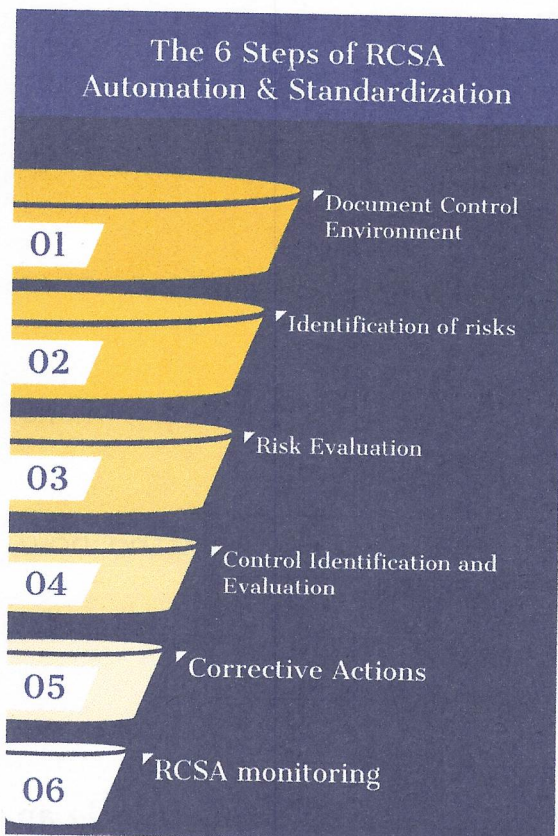 The 6 Steps of RCSA
Automation & Standardization
01
Document Control
Environment
02
Identification of risks
03
Risk Evaluation
04
Control Identification and
Evaluation
05
Corrective Actions
06
RCSA monitoring